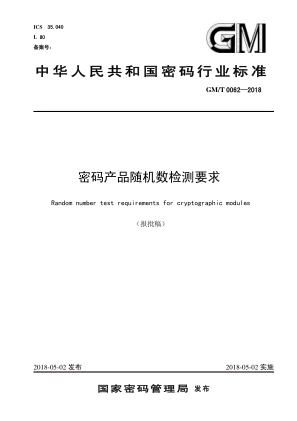 ICS 35.040
L 80
备案号：
GM
中华人民共和国密码行业标准
GM/T 0062—2018
密码产品随机数检测要求
Random number test requirements for cryptographic modules
（报批稿）
2018-05-02 发布 2018-05-02 实施
国家密码管理局 发布